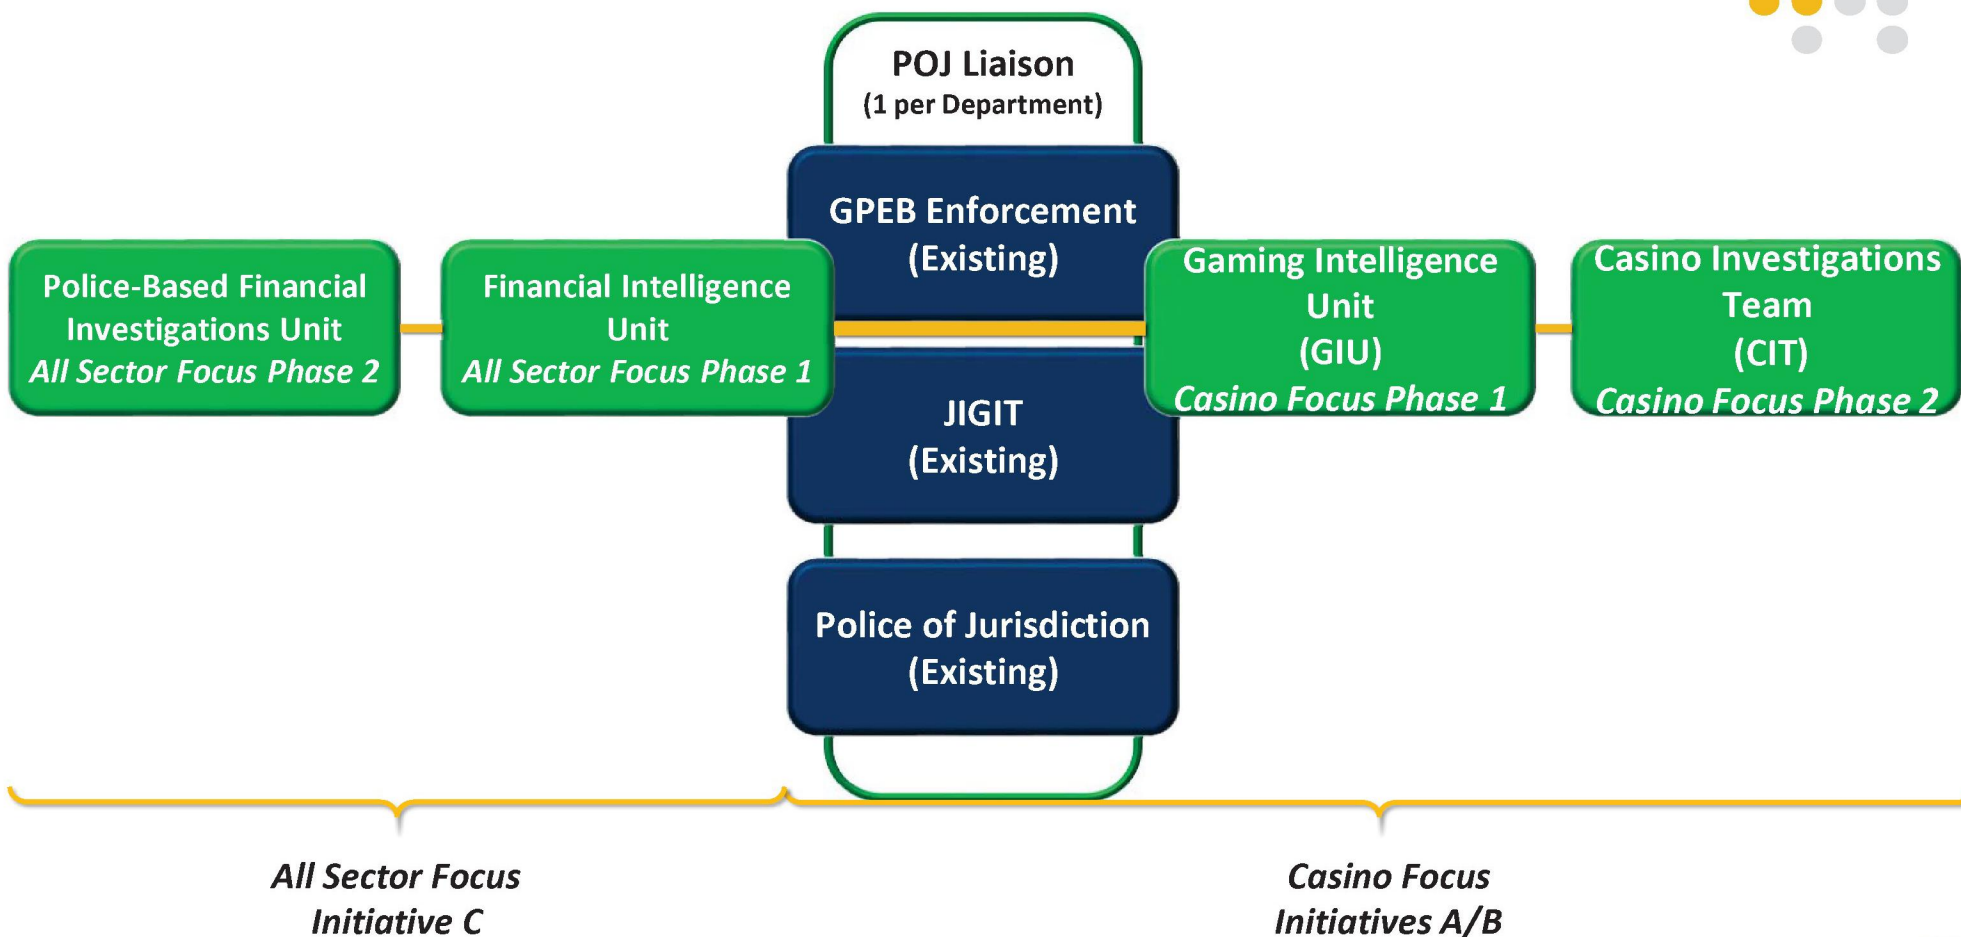 POJ Liaison
(1 per Department)
GPEB Enforcement
(Existing)
Police-Based Financial
Investigations Unit
All Sector Focus Phase 2
Financial Intelligence
Unit
All Sector Focus Phase 1
Gaming Intelligence
Unit
(GIU)
Casino Focus Phase 1
Casino Investigations
Team
(CIT)
Casino Focus Phase 2
JIGIT
(Existing)
Police of Jurisdiction
(Existing)
All Sector Focus
Initiative C
Casino Focus
Initiatives A/B